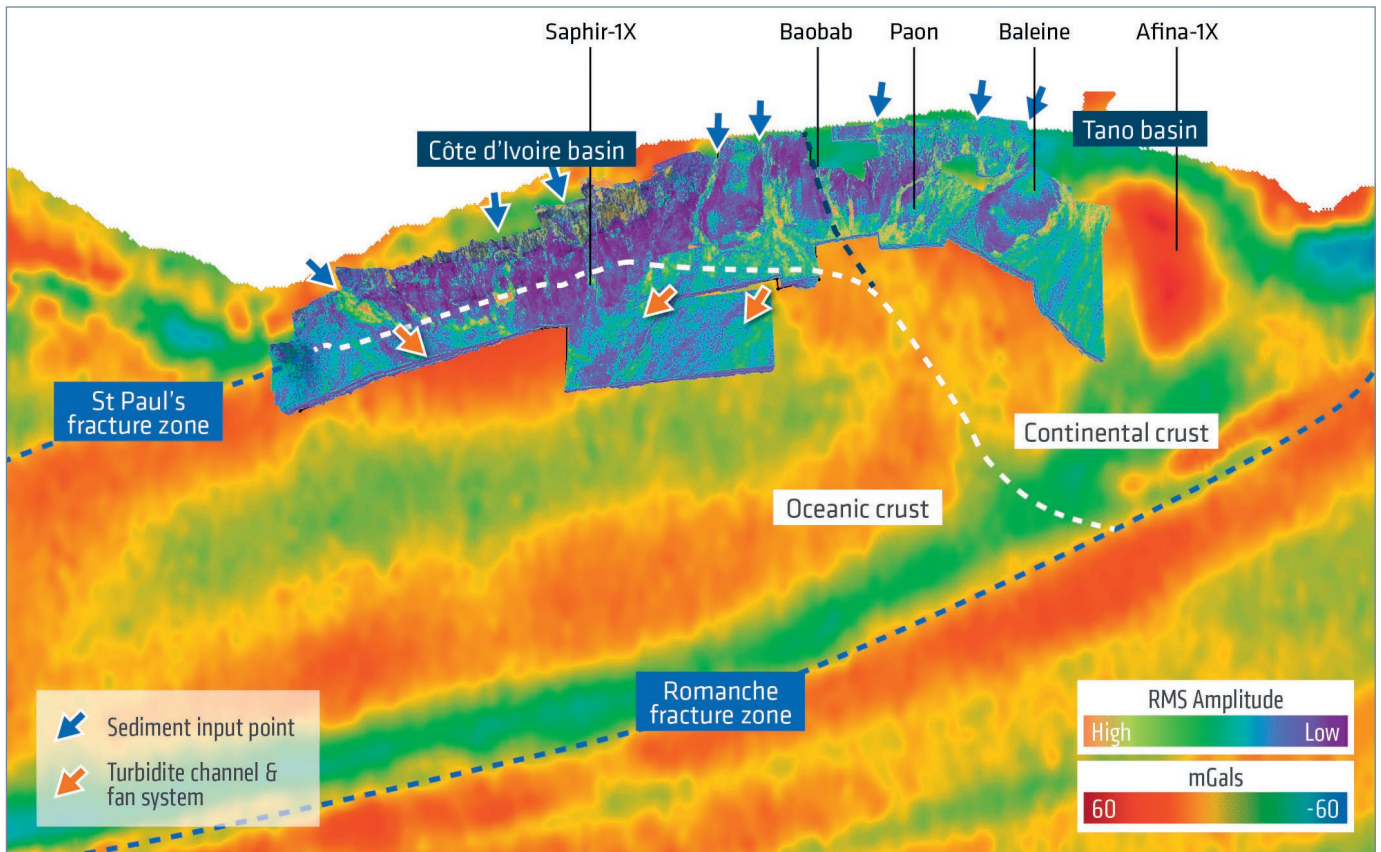 Saphir-1X
Baobab
Paon
Baleine
Afina-1X
Côte d'Ivoire basin
Tano basin
St Paul's
fracture zone
Continental crust
Oceanic crust
Romanche
fracture zone
Sediment input point
Turbidite channel &
fan system
RMS Amplitude
High Low
mGals
60 -60